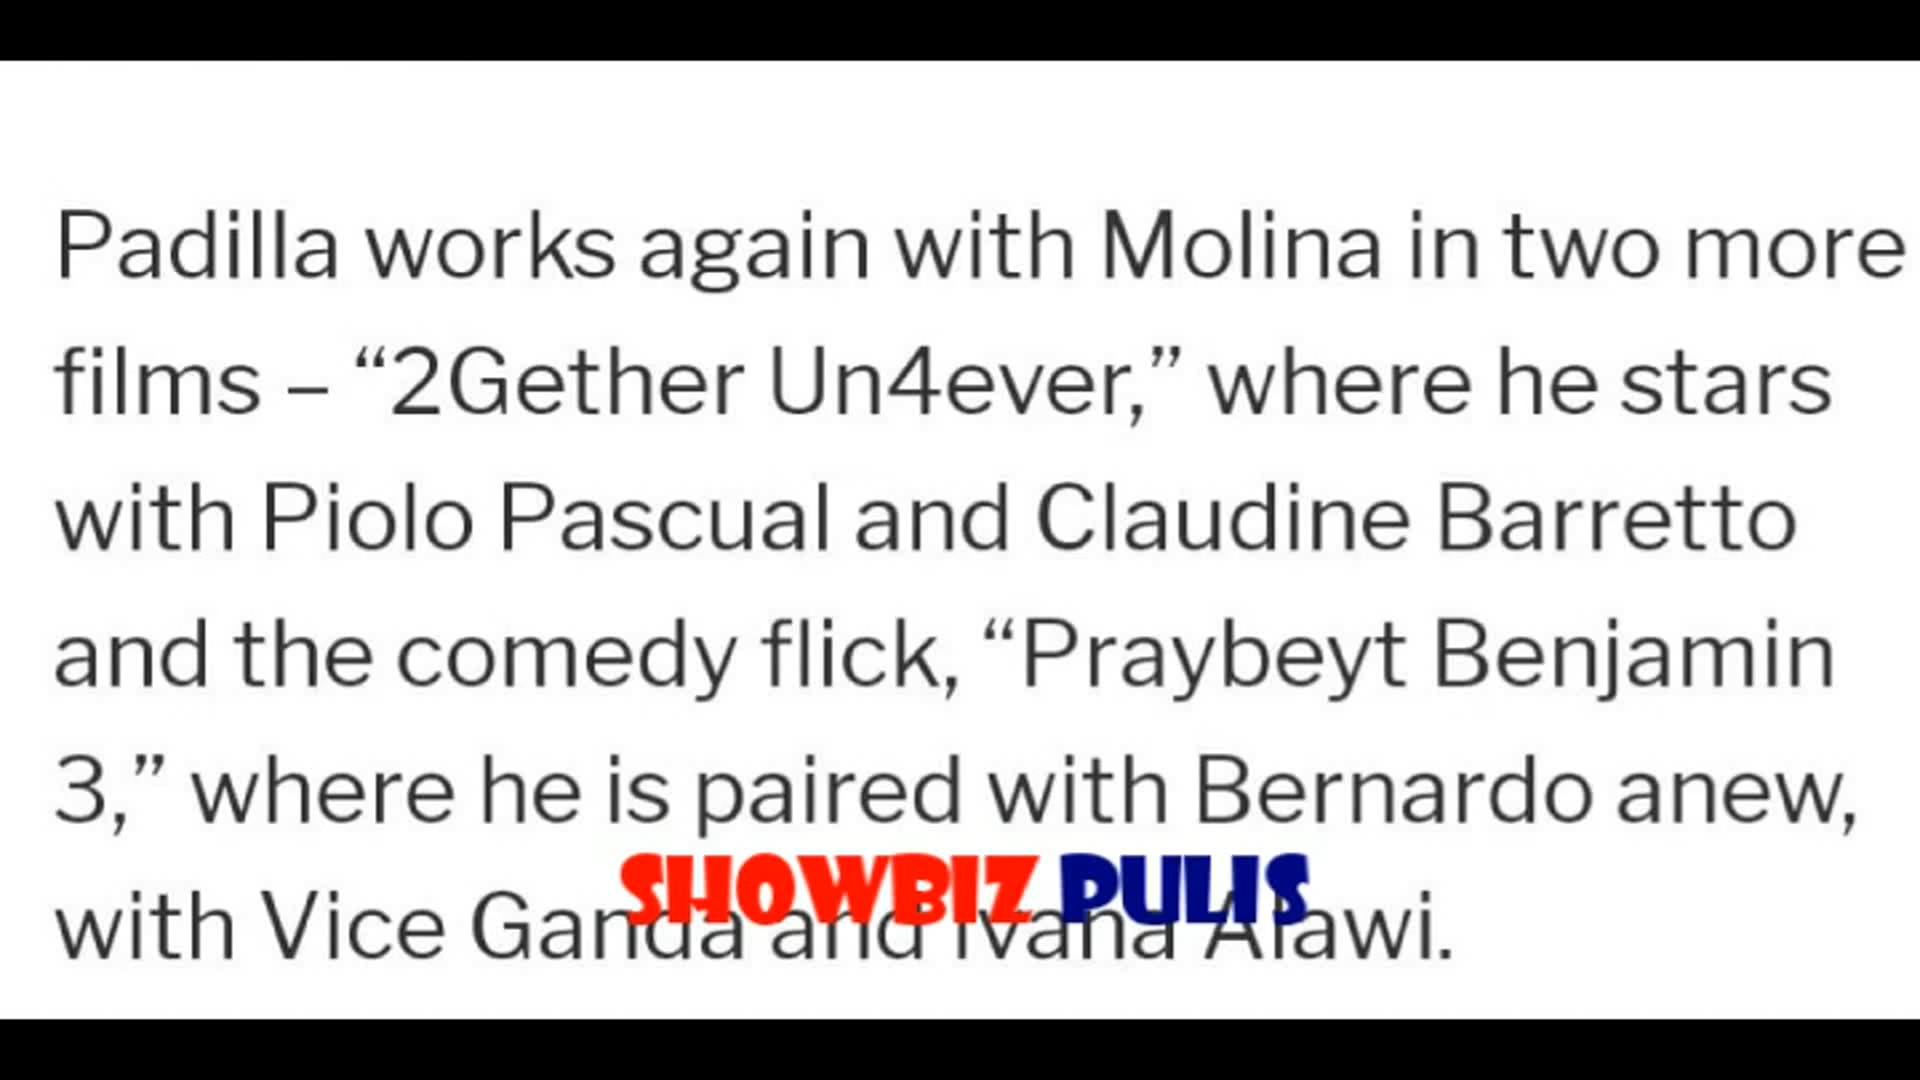 Padilla works again with Molina in two more
films – “2Gether Un4ever,” where he stars
with Piolo Pascual and Claudine Barretto
and the comedy flick, “Praybeyt Benjamin
3,” where he is paired with Bernardo anew,
SHOWBIZ PULIS
with Vice Ganda and Ivana Alawi.